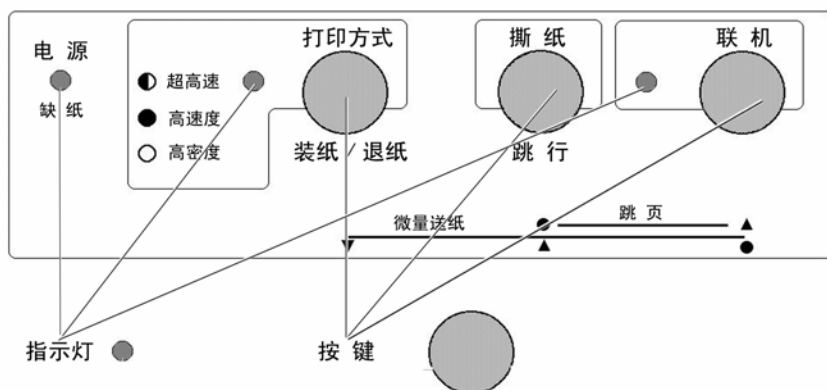 电 源
缺 纸
超高速
高速度
高密度
打印方式
装纸 / 退纸
撕 纸
跳 行
联 机
微量送纸
跳 页
指示灯
按 键